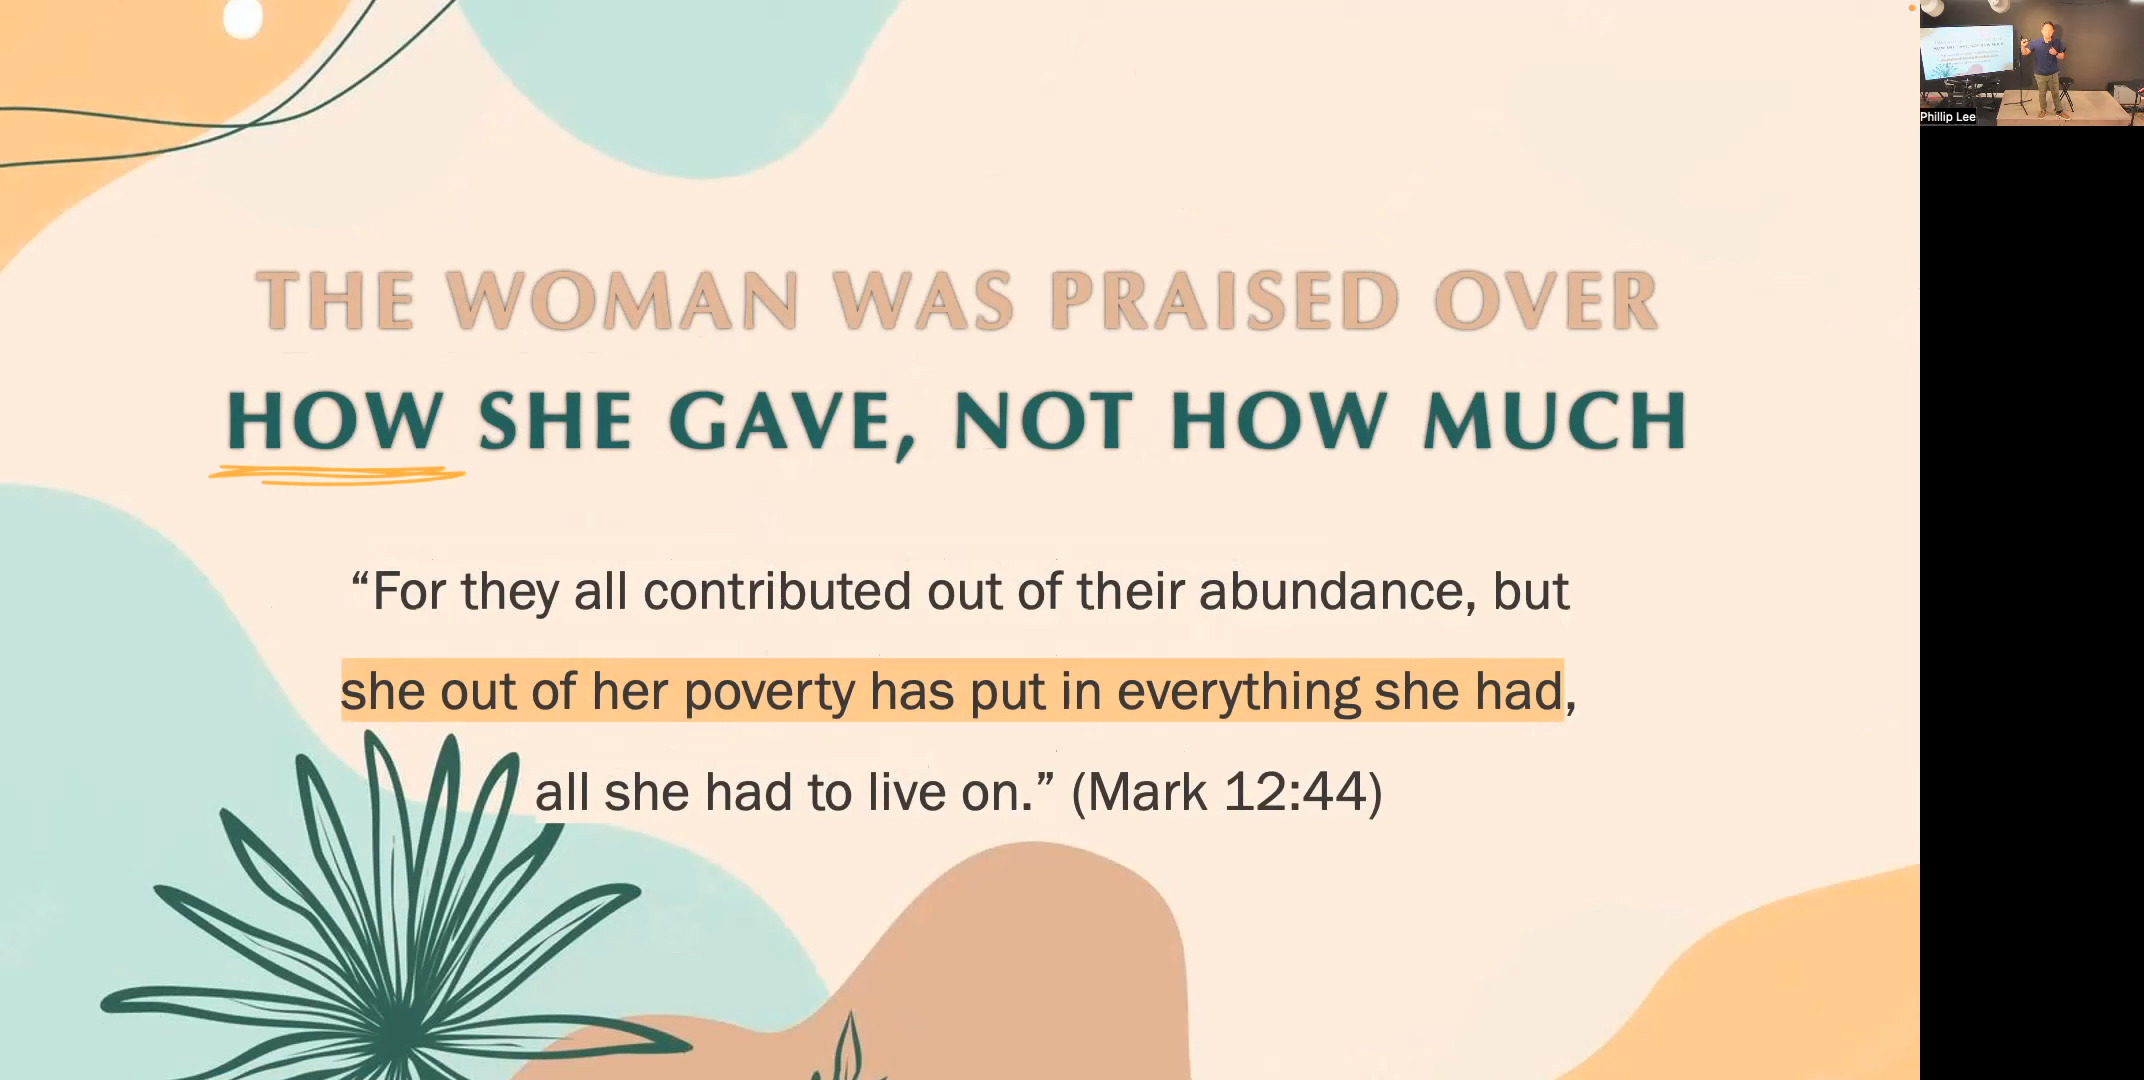 THE WOMAN WAS PRAISED OVER
HOW SHE GAVE, NOT HOW MUCH
“For they all contributed out of their abundance, but
she out of her poverty has put in everything she had,
all she had to live on.” (Mark 12:44)
Phillip Lee